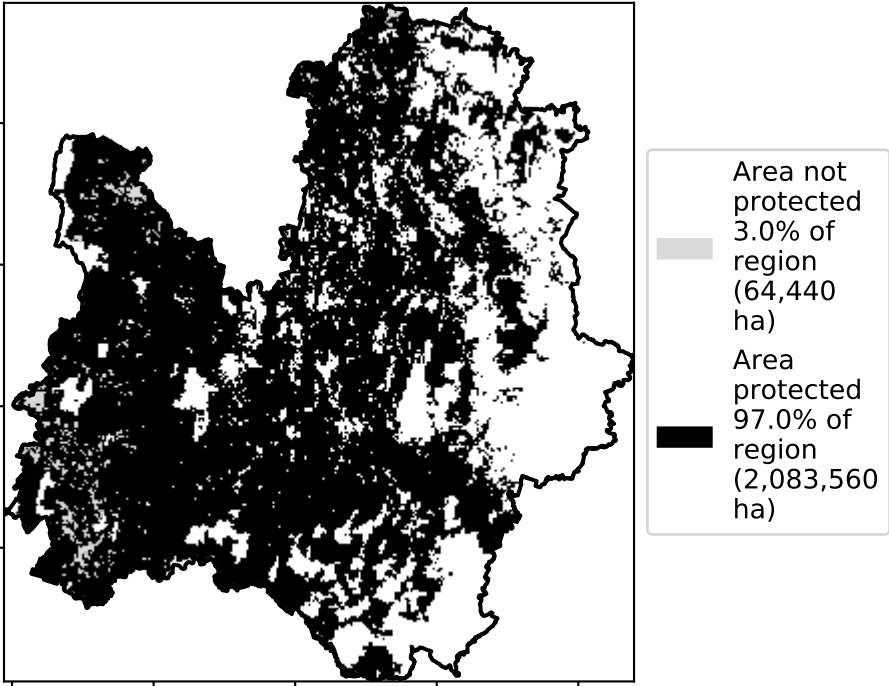 Area not
protected
3.0% of
region
(64,440
ha)
Area
protected
97.0% of
region
(2,083,560
ha)